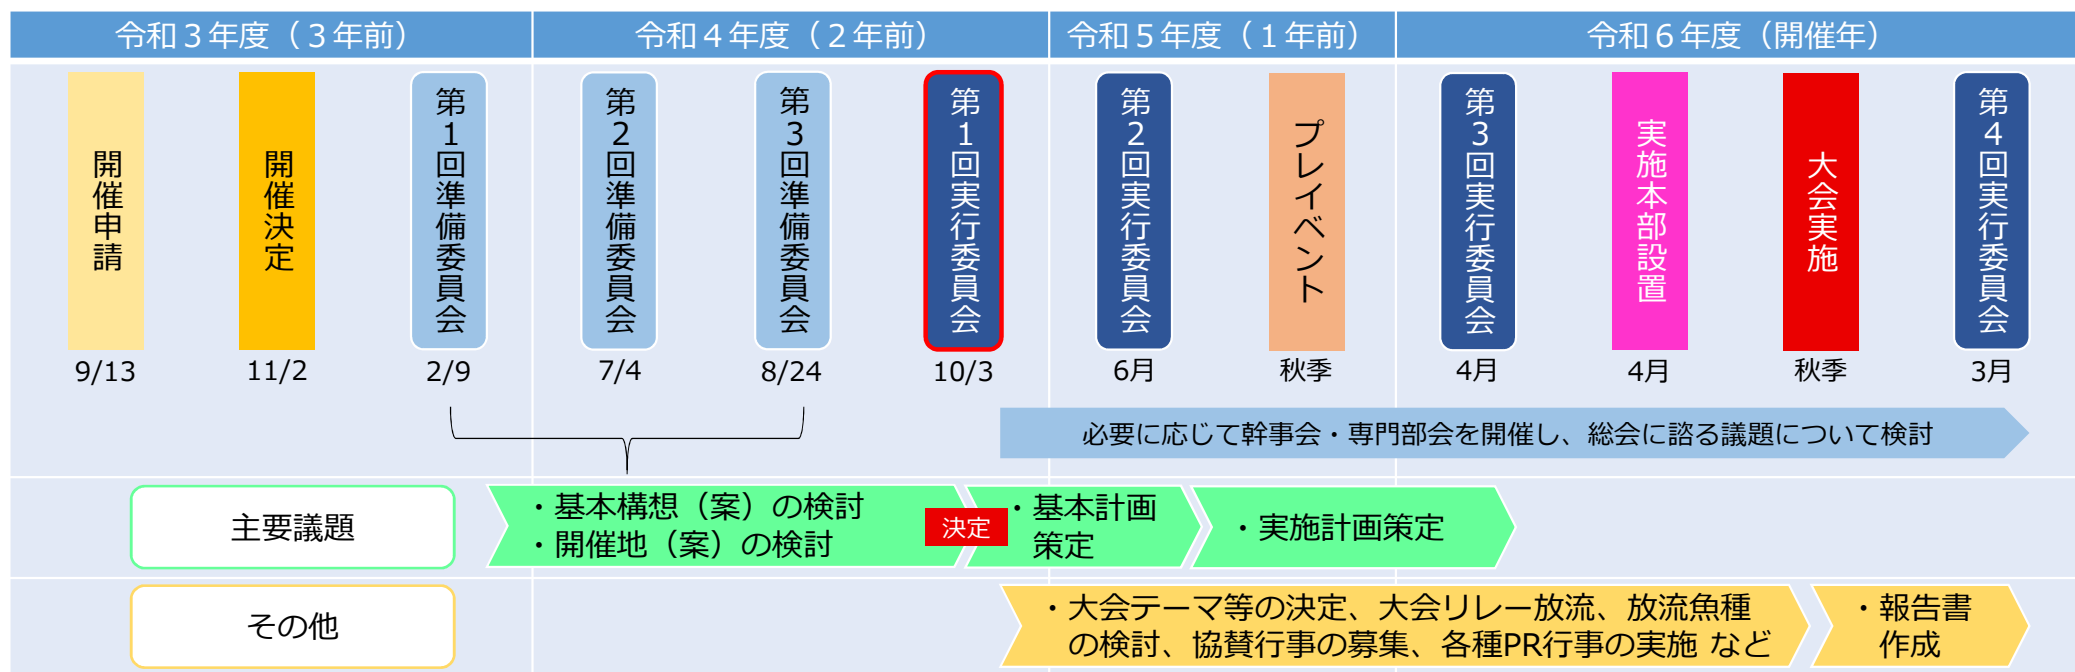 令和３年度（３年前）
令和４年度（２年前）
令和５年度（１年前）
令和６年度（開催年）
開催申請
開催決定
第１回準備委員会
第２回準備委員会
第３回準備委員会
第１回実行委員会
第２回実行委員会
プレイベント
第３回実行委員会
実施本部設置
大会実施
第４回実行委員会
9/13
11/2
2/9
7/4
8/24
10/3
6月
秋季
4月
4月
秋季
3月
必要に応じて幹事会・専門部会を開催し、総会に諮る議題について検討
主要議題
・基本構想（案）の検討
・開催地（案）の検討
決定
・基本計画
策定
・実施計画策定
その他
・大会テーマ等の決定、大会リレー放流、放流魚種
の検討、協賛行事の募集、各種PR行事の実施 など
・報告書
作成